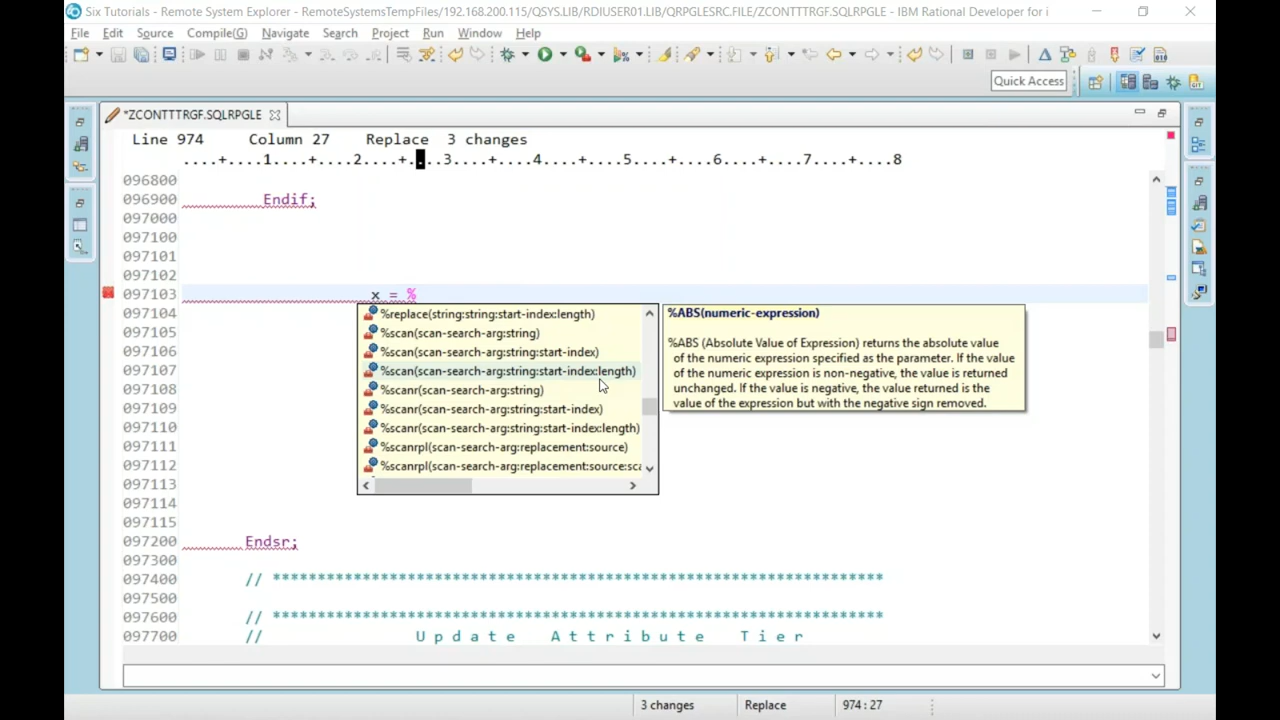 Six Tutorials - Remote System Explorer - RemoteSystemsTempFiles/192.168.200.115/QSYS.LIB/RDIUSER01.LIB/QRPGLESRC.FILE/ZCONTTTRGF.SQLRPGLE - IBM Rational Developer for i
File Edit Source Compile(G) Navigate Search Project Run Window Help
Quick Access
*ZCONTTTRGF.SQLRPGLE
Line 974 Column 27 Replace 3 changes
....+....1....+....2....+....3....+....4....+....5....+....6....+....7....+....8
096800
096900 Endif;
097000
097100
097101
097102
097103 x = %
097104
097105
097106
097107
097108
097109
097110
097111
097112
097113
097114
097115
097200 Endsr;
097300
097400 // ********************************************************************
097500
097600 // ********************************************************************
097700 // U p d a t e   A t t r i b u t e   T i e r
%replace(string:string:start-index:length)
%scan(scan-search-arg:string)
%scan(scan-search-arg:string:start-index)
%scan(scan-search-arg:string:start-index:length)
%scanr(scan-search-arg:string)
%scanr(scan-search-arg:string:start-index)
%scanr(scan-search-arg:string:start-index:length)
%scanrpl(scan-search-arg:replacement:source)
%scanrpl(scan-search-arg:replacement:source:sca
%ABS(numeric-expression)
%ABS (Absolute Value of Expression) returns the absolute value
of the numeric expression specified as the parameter. If the value
of the numeric expression is non-negative, the value is returned
unchanged. If the value is negative, the value returned is the
value of the expression but with the negative sign removed.
3 changes Replace 974 : 27